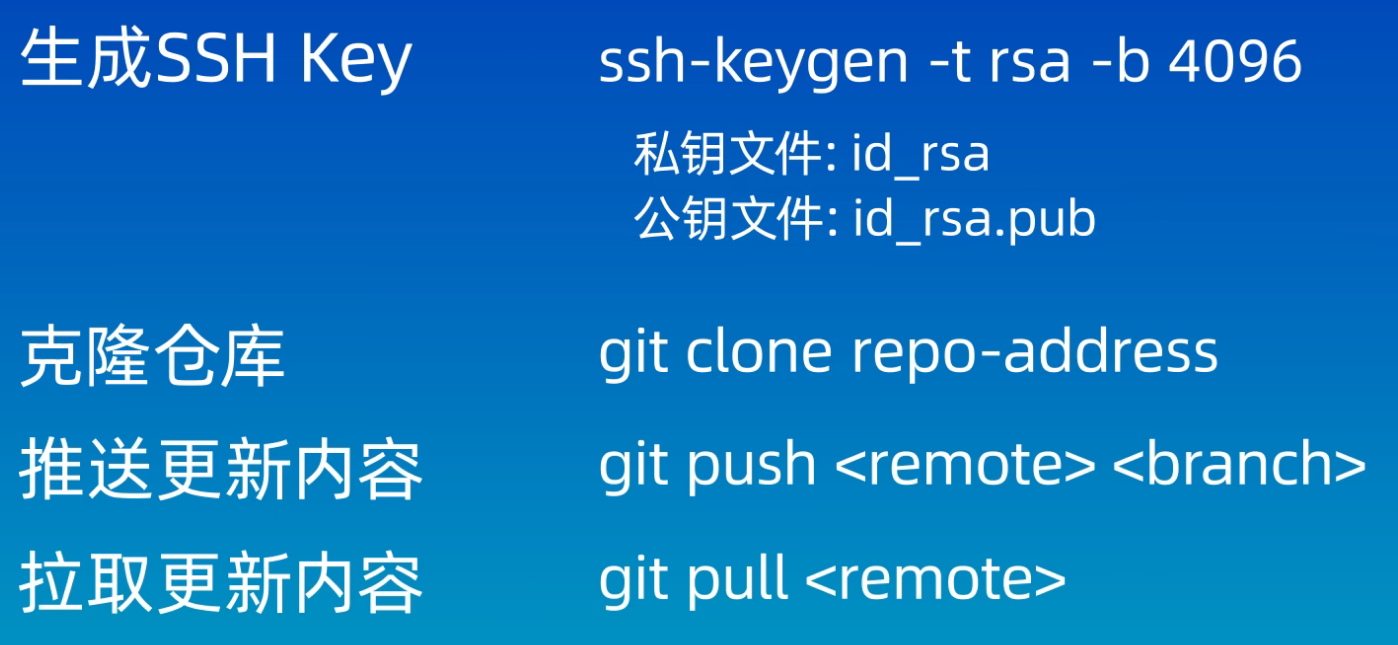 生成SSH Key ssh-keygen -t rsa -b 4096
私钥文件: id_rsa
公钥文件: id_rsa.pub
克隆仓库 git clone repo-address
推送更新内容 git push <remote> <branch>
拉取更新内容 git pull <remote>